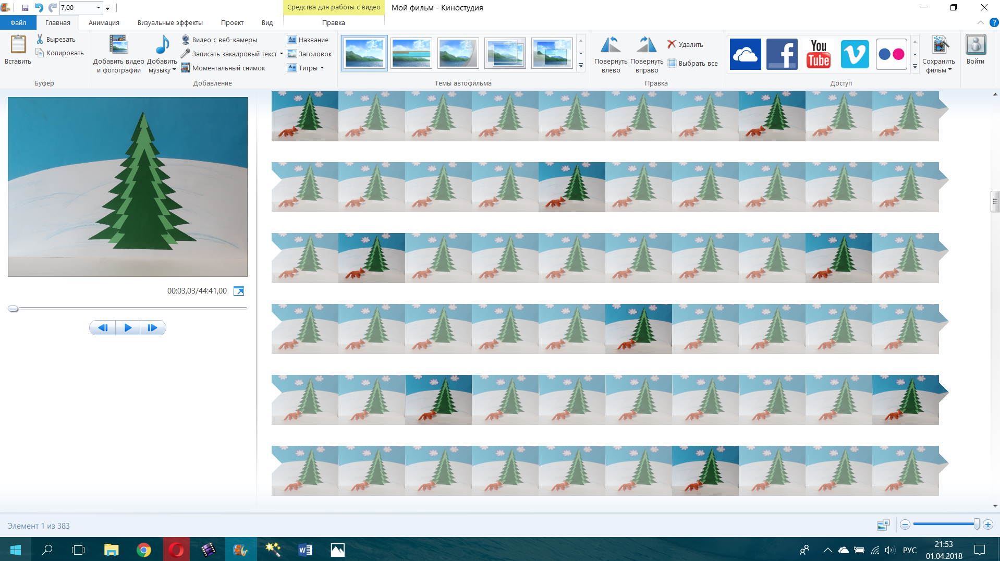 7,00
Средства для работы с видео
Мой фильм - Киностудия
Файл
Главная
Анимация
Визуальные эффекты
Проект
Вид
Правка
Вставить
Вырезать
Копировать
Буфер
Добавить видео
и фотографии
Добавить
музыку
Видео с веб-камеры
Записать закадровый текст
Моментальный снимок
Название
Заголовок
Титры
Добавление
Темы автофильма
Повернуть
влево
Повернуть
вправо
Удалить
Выбрать все
Правка
You
Tube
Доступ
Сохранить
фильм
Войти
00:03,03/44:41,00
Элемент 1 из 383
РУС
21:53
01.04.2018